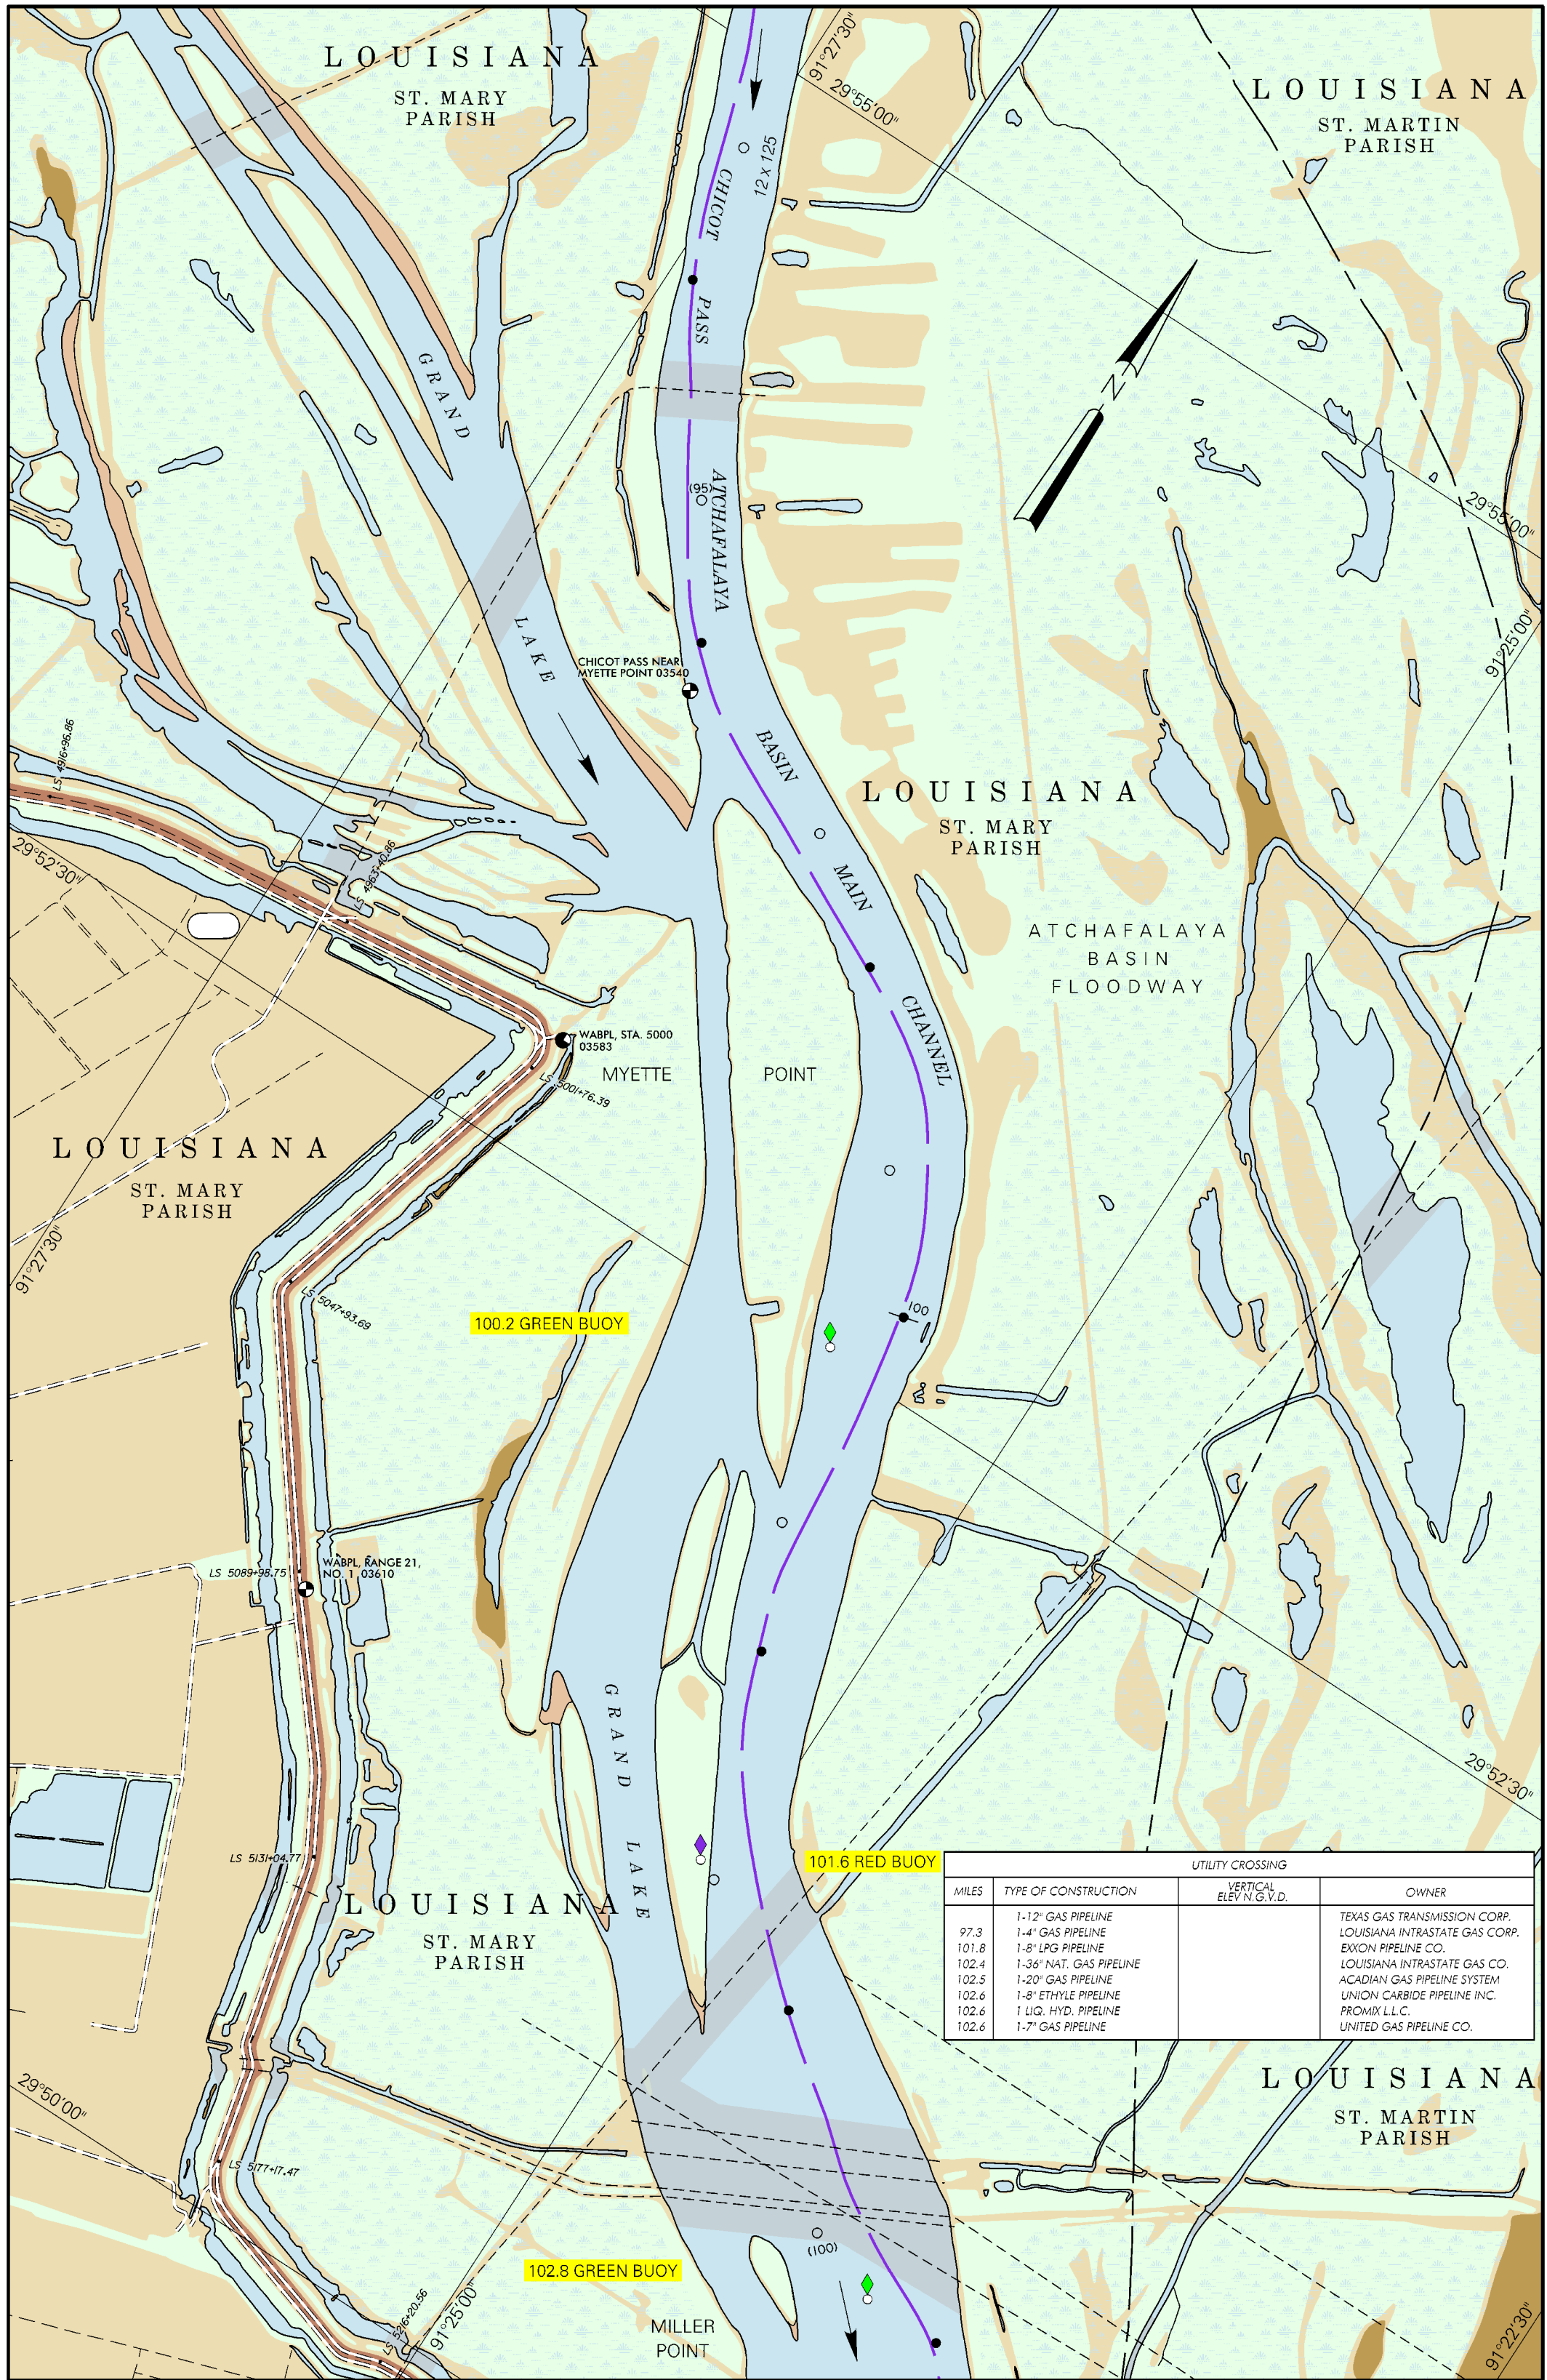 LOUISIANA
ST. MARY
PARISH
91°27'30"
29°55'00"
LOUISIANA
ST. MARTIN
PARISH
12 x 125
CHICOT
PASS
GRAND
LAKE
N
(95)
ATCHAFALAYA
BASIN
MAIN
CHANNEL
29°55'00"
91°25'00"
CHICOT PASS NEAR
MYETTE POINT 03540
LS 4916+96.86
LS 4963+40.86
29°52'30"
LOUISIANA
ST. MARY
PARISH
ATCHAFALAYA
BASIN
FLOODWAY
WABPL, STA. 5000
03583
LS 5001+76.39
MYETTE
POINT
LOUISIANA
ST. MARY
PARISH
91°27'30"
LS 5047+93.69
100.2 GREEN BUOY
100
WABPL, RANGE 21,
NO. 1, 03610
LS 5089+98.75
GRAND
LAKE
29°52'30"
LS 5131+04.77
LOUISIANA
ST. MARY
PARISH
101.6 RED BUOY
UTILITY CROSSING
MILES TYPE OF CONSTRUCTION VERTICAL ELEV N.G.V.D. OWNER
1-12" GAS PIPELINE TEXAS GAS TRANSMISSION CORP.
97.3 1-4" GAS PIPELINE LOUISIANA INTRASTATE GAS CORP.
101.8 1-8" LPG PIPELINE EXXON PIPELINE CO.
102.4 1-36" NAT. GAS PIPELINE LOUISIANA INTRASTATE GAS CO.
102.5 1-20" GAS PIPELINE ACADIAN GAS PIPELINE SYSTEM
102.6 1-8" ETHYLE PIPELINE UNION CARBIDE PIPELINE INC.
102.6 1 LIQ. HYD. PIPELINE PROMIX L.L.C.
102.6 1-7" GAS PIPELINE UNITED GAS PIPELINE CO.
LOUISIANA
ST. MARTIN
PARISH
29°50'00"
LS 5177+17.47
(100)
102.8 GREEN BUOY
LS 5216+20.56
91°25'00"
MILLER
POINT
91°22'30"